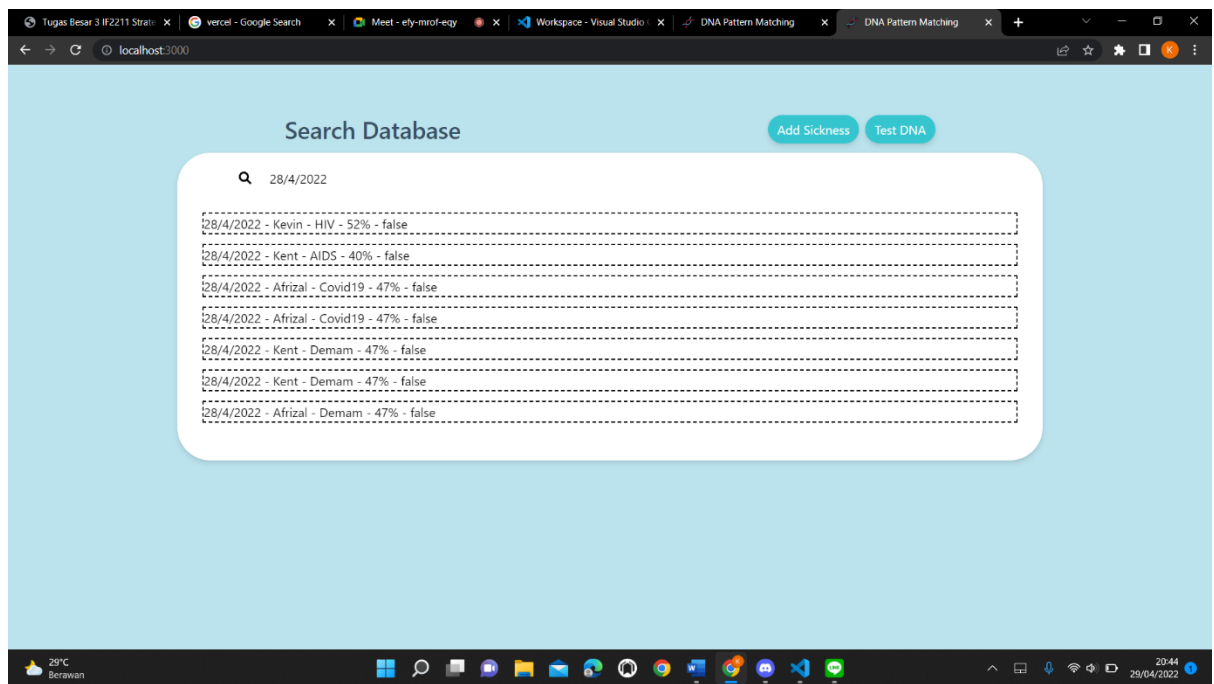 Tugas Besar 3 IF2211 Strate
vercel - Google Search
Meet - efy-mrof-eqy
Workspace - Visual Studio
DNA Pattern Matching
DNA Pattern Matching
localhost:3000
K
Search Database
Add Sickness
Test DNA
28/4/2022
28/4/2022 - Kevin - HIV - 52% - false
28/4/2022 - Kent - AIDS - 40% - false
28/4/2022 - Afrizal - Covid19 - 47% - false
28/4/2022 - Afrizal - Covid19 - 47% - false
28/4/2022 - Kent - Demam - 47% - false
28/4/2022 - Kent - Demam - 47% - false
28/4/2022 - Afrizal - Demam - 47% - false
29°C
Berawan
20:44
29/04/2022
1